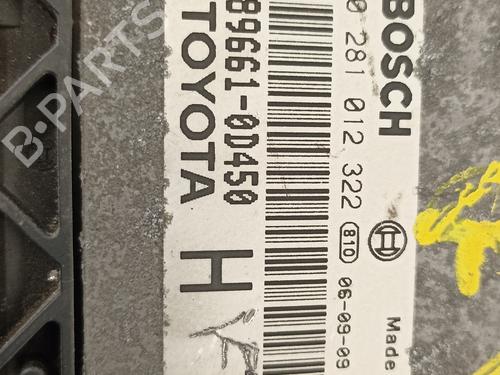 BOSCH
0 281 012 322
810
06-09-09
Made
89661-0D450
TOYOTA
H
B-PARTS